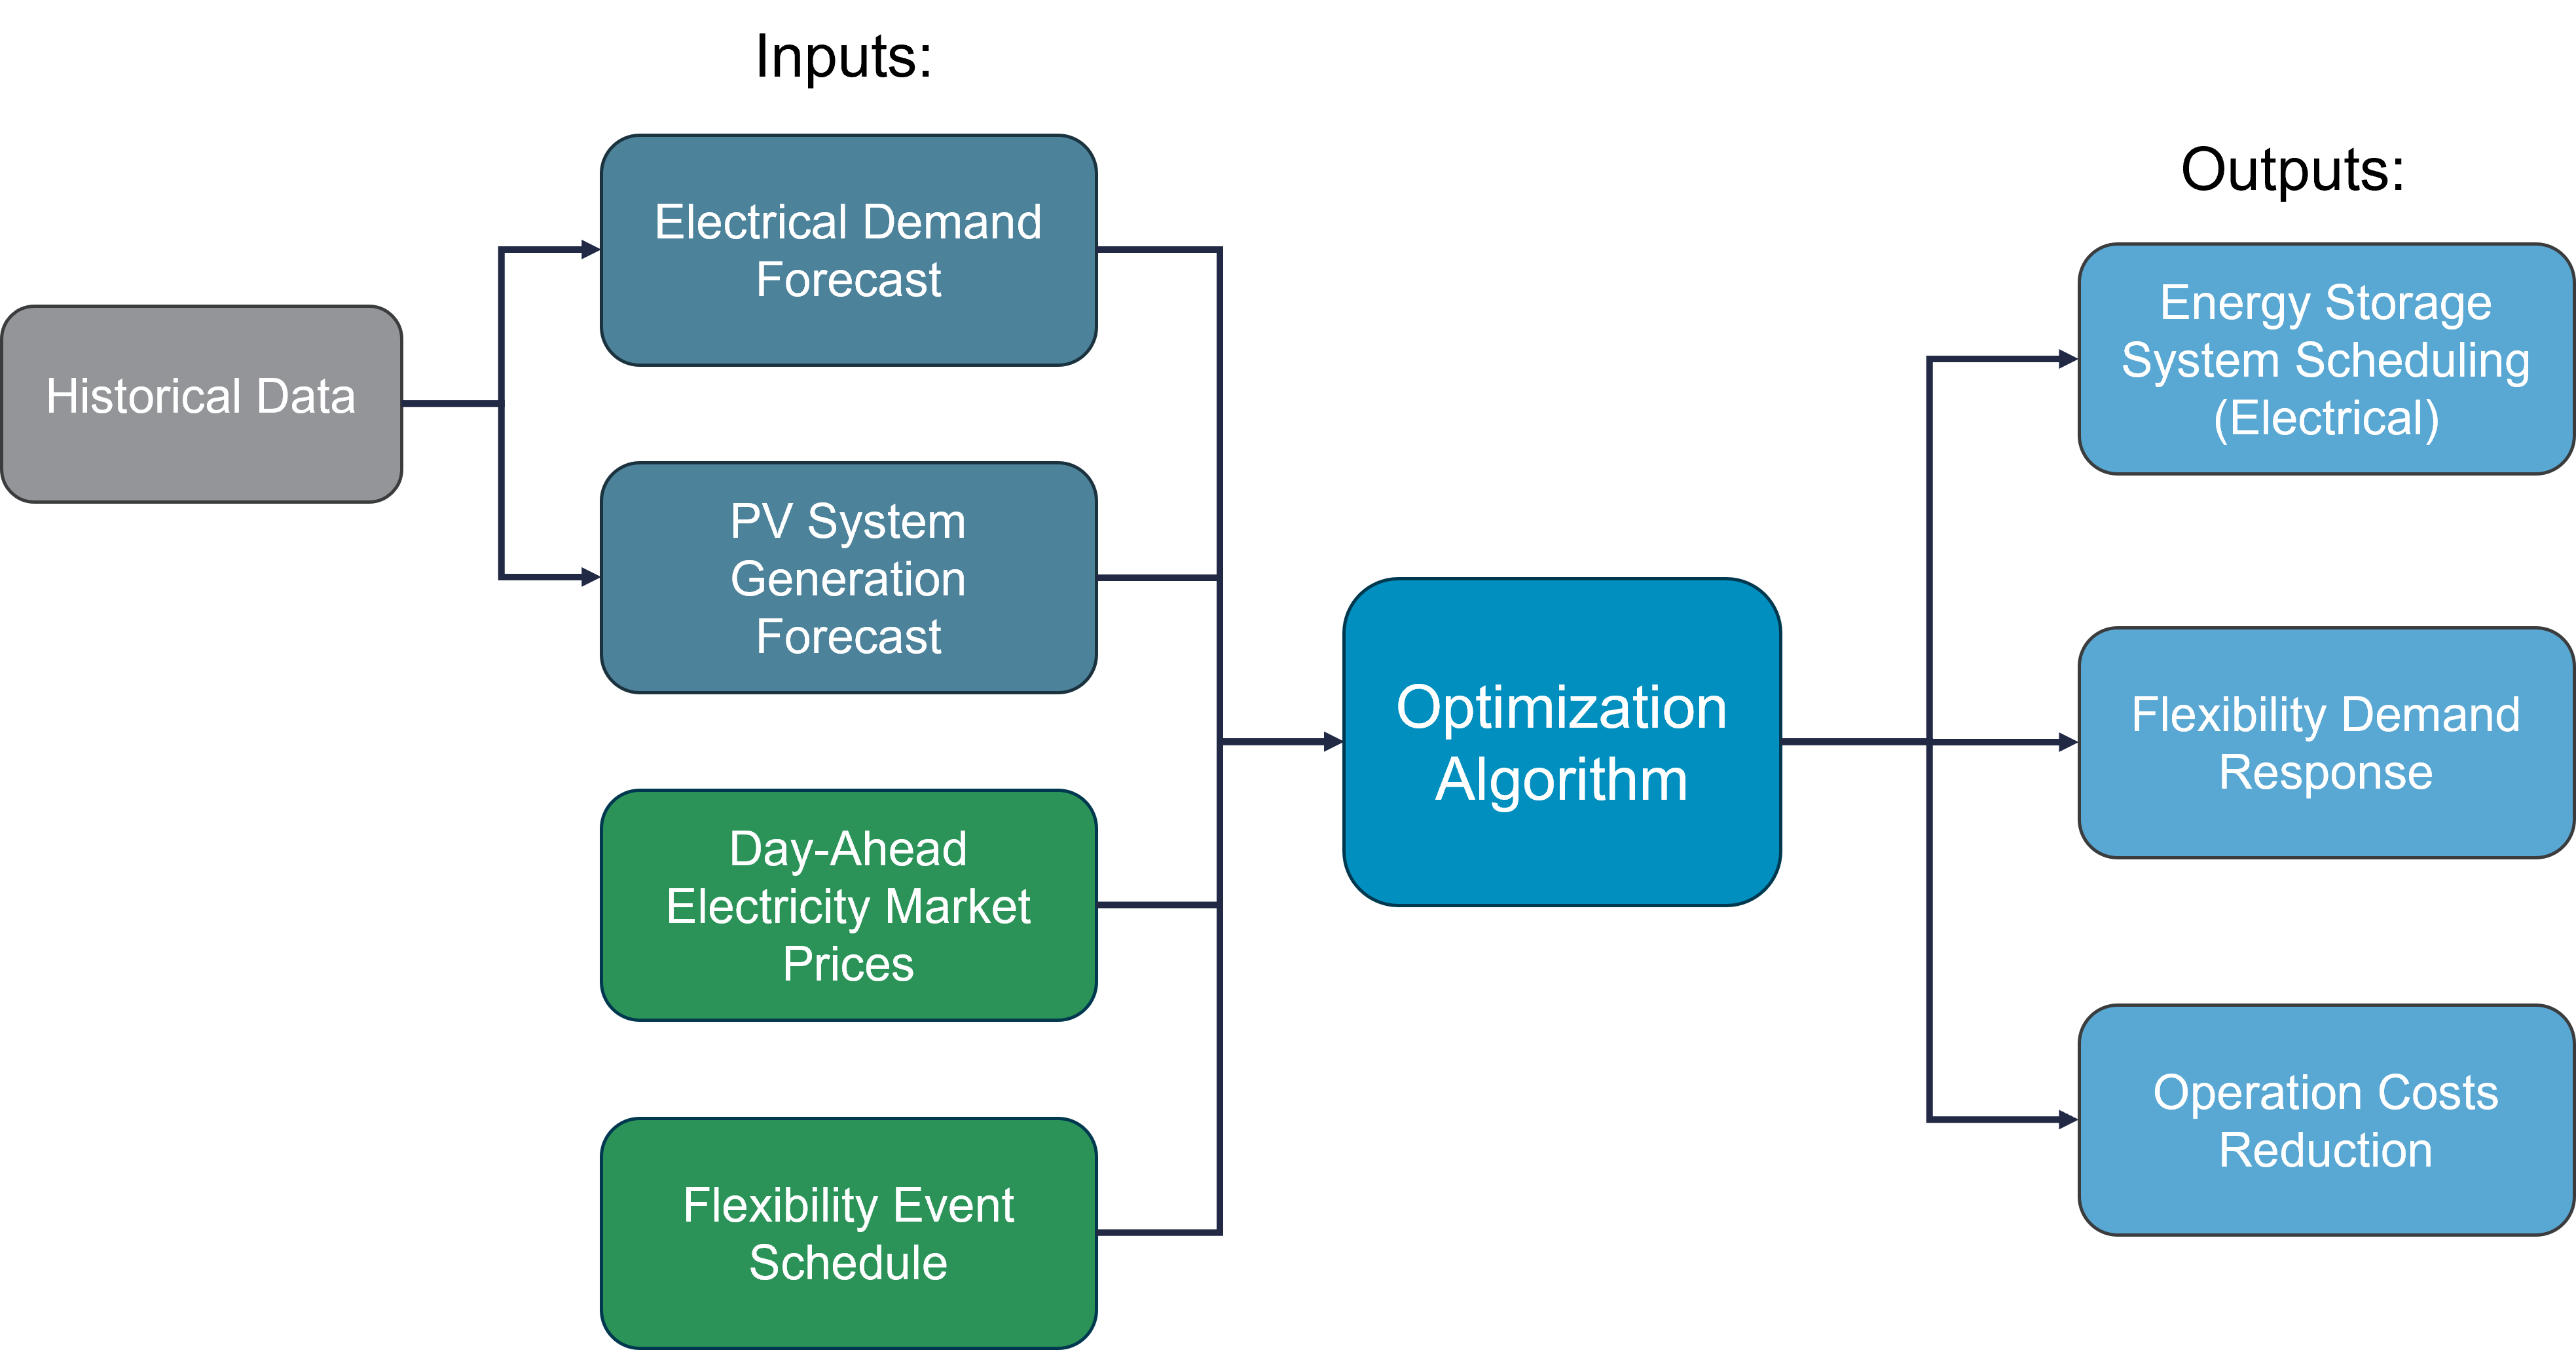 Inputs:
Electrical Demand
Forecast
Historical Data
PV System
Generation
Forecast
Day-Ahead
Electricity Market
Prices
Flexibility Event
Schedule
Optimization
Algorithm
Outputs:
Energy Storage
System Scheduling
(Electrical)
Flexibility Demand
Response
Operation Costs
Reduction